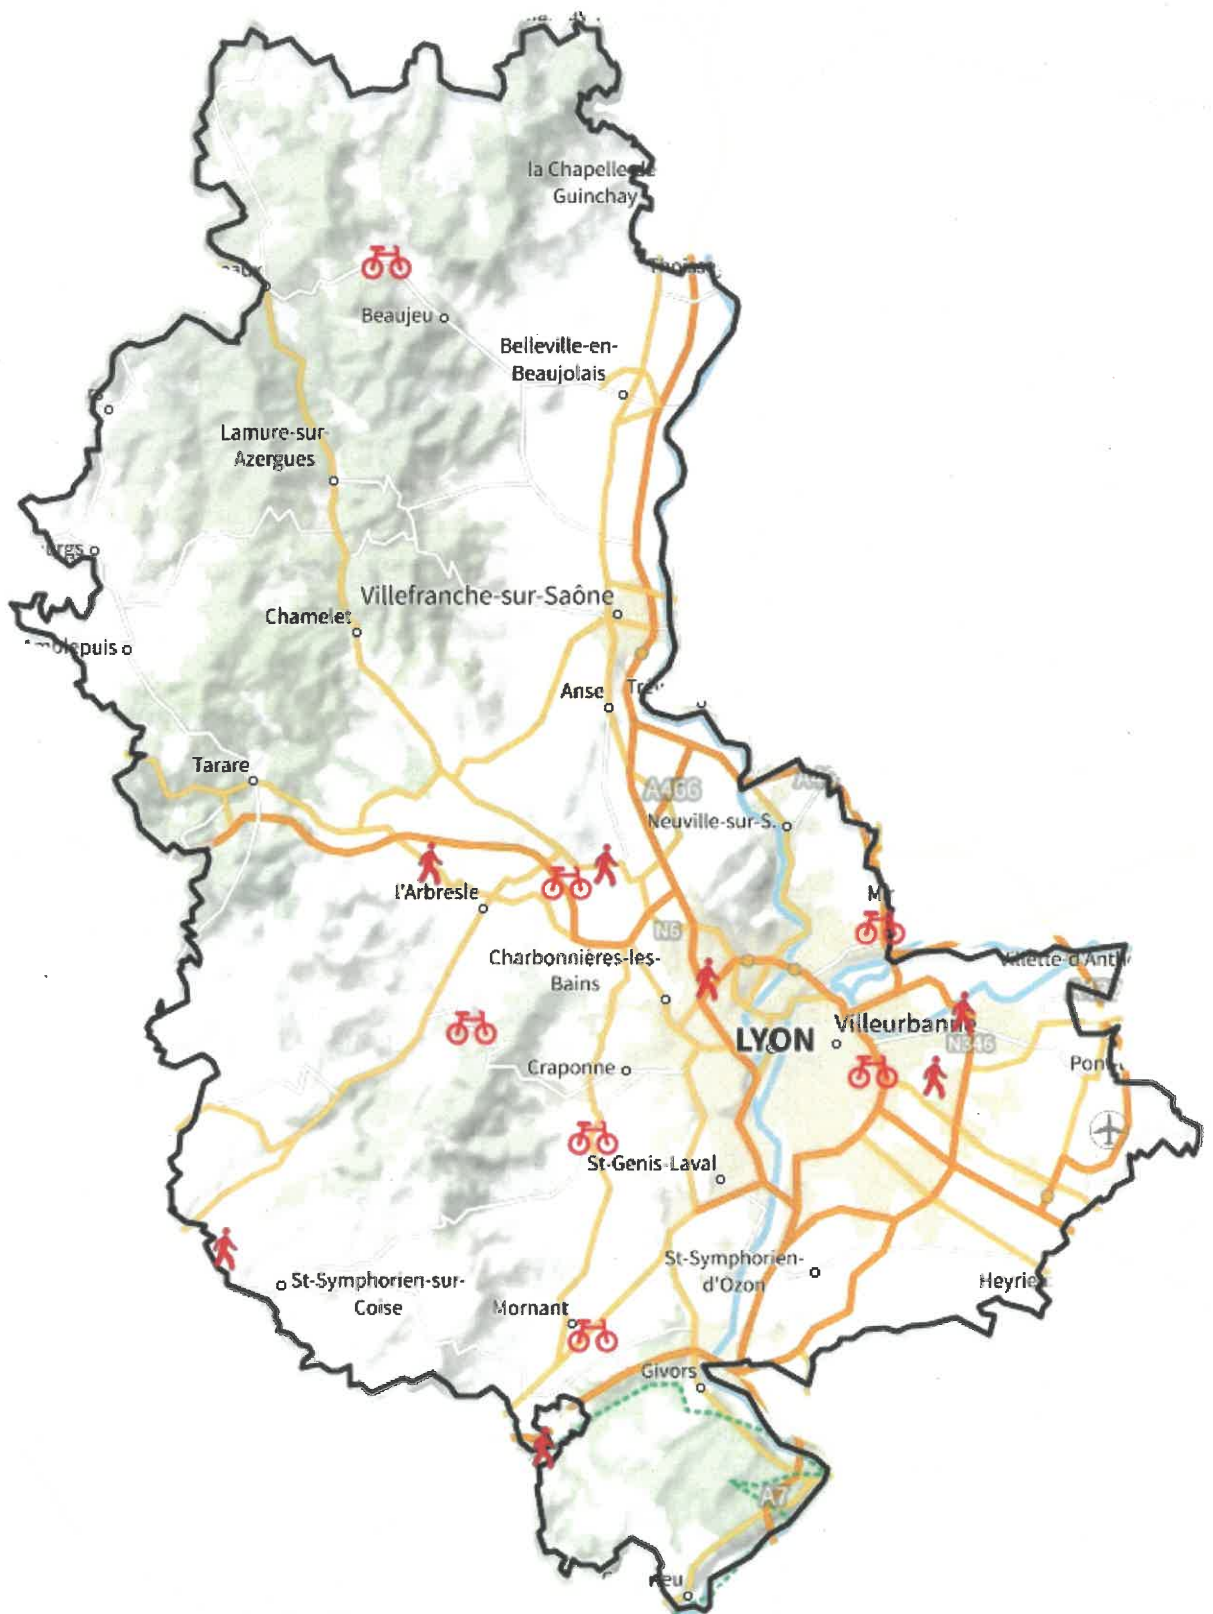 la Chapelle-de
Guinchay
Beaujeu
Belleville-en-
Beaujolais
Lamure-sur-
Azergues
Villefranche-sur-Saône
Chamelet
Anse
Tarare
A466
Neuville-sur-S.
l'Arbresle
N6
Charbonnières-les-
Bains
LYON
Villeurbanne
N346
Craponne
St-Genis-Laval
St-Symphorien-
d'Ozon
St-Symphorien-sur-
Coise
Heyrie
Mornant
Givors
A7